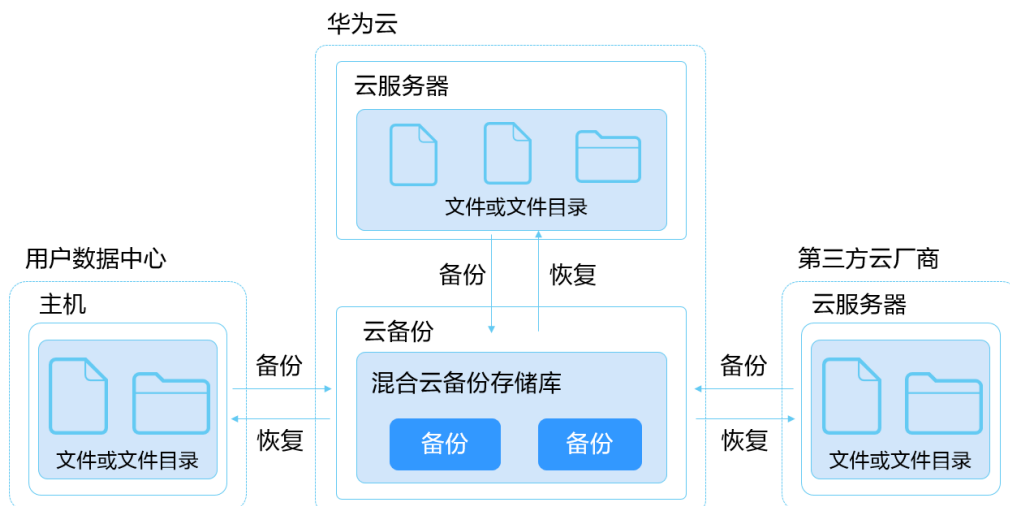 华为云
云服务器
文件或文件目录
备份
恢复
用户数据中心
主机
文件或文件目录
备份
恢复
云备份
混合云备份存储库
备份
备份
第三方云厂商
云服务器
文件或文件目录
备份
恢复